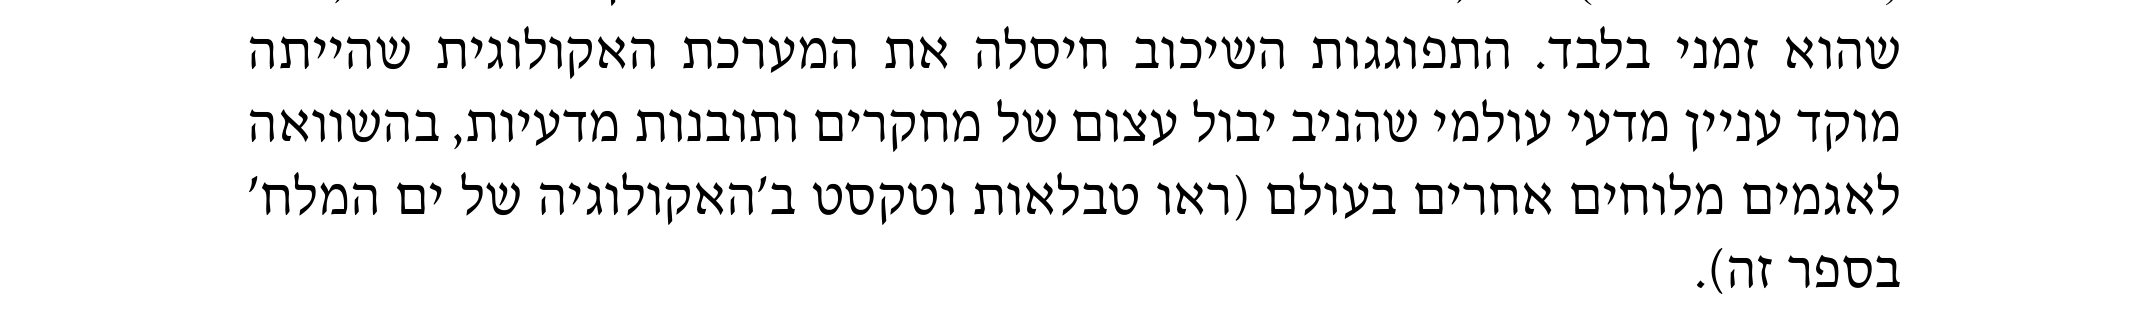 שהוא זמני בלבד. התפוגגות השיכוב חיסלה את המערכת האקולוגית שהייתה
מוקד עניין מדעי עולמי שהניב יבול עצום של מחקרים ותובנות מדעיות, בהשוואה
לאגמים מלוחים אחרים בעולם (ראו טבלאות וטקסט ב'האקולוגיה של ים המלח'
בספר זה).